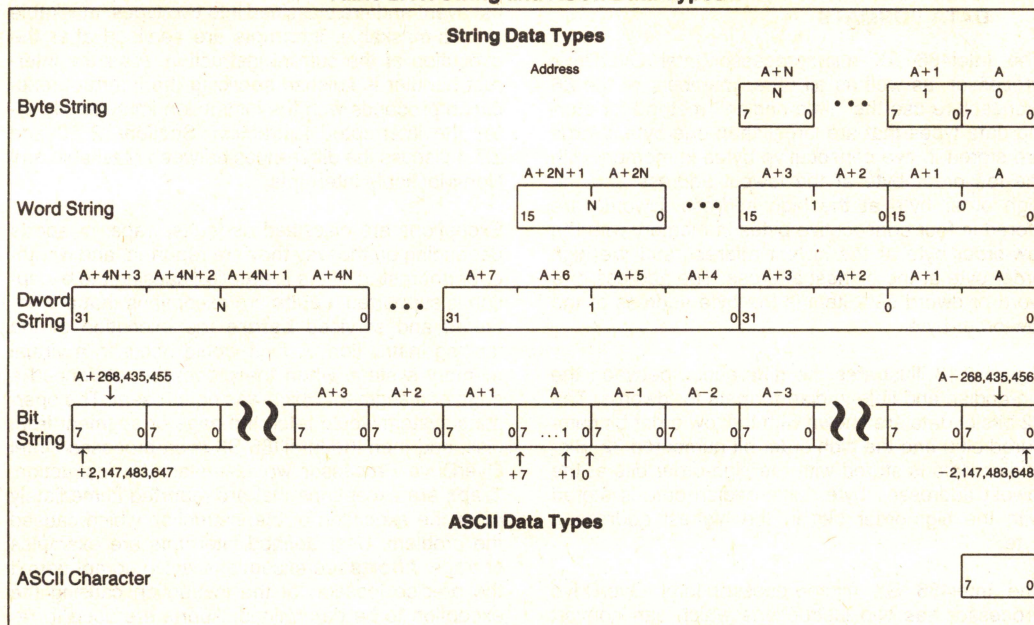 String Data Types
Address
A+N A+1 A
Byte String
N ••• 1 0
7 0 7 0 7 0
A+2N+1 A+2N A+3 A+2 A+1 A
Word String
N ••• 1 0
15 0 15 0 15 0
A+4N+3 A+4N+2 A+4N+1 A+4N A+7 A+6 A+5 A+4 A+3 A+2 A+1 A
Dword
String
N ••• 1 0
31 0 31 0 31 0
A+268,435,455 A-268,435,456
A+3 A+2 A+1 A A-1 A-2 A-3
Bit
String
7 0 7 0 7 0 7 0 7 0 7 .... 1 0 7 0 7 0 7 0 7 0 7 0
+2,147,483,647 +7 +1 0 -2,147,483,648
ASCII Data Types
ASCII Character
7 0